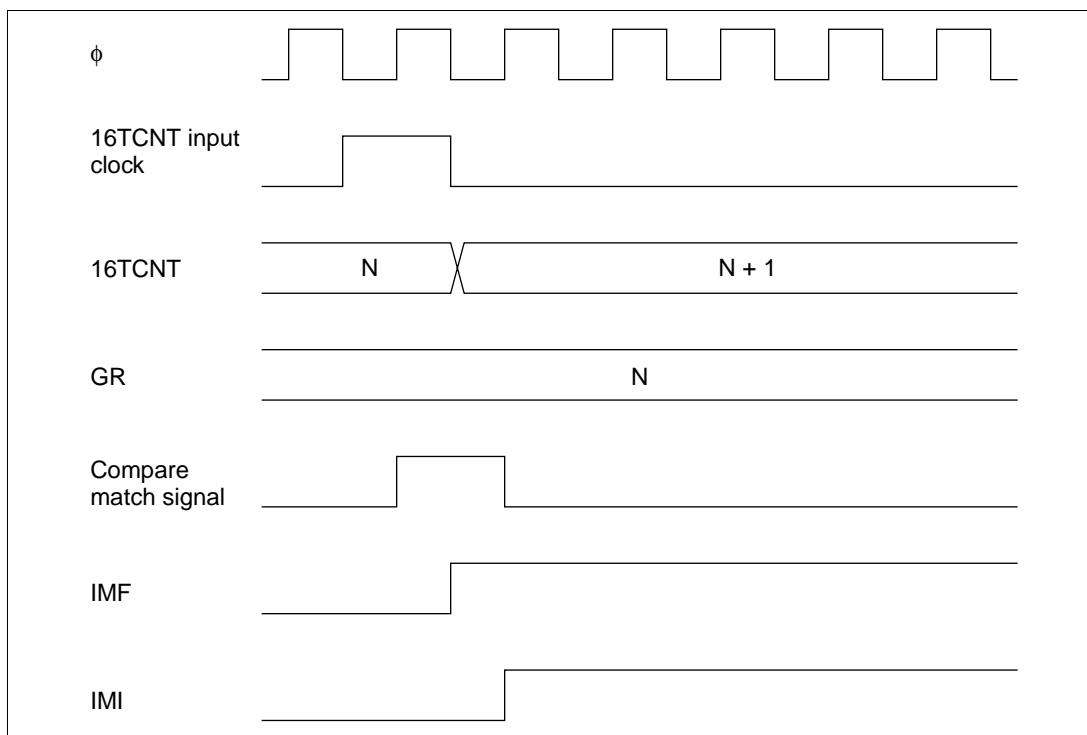 ϕ
16TCNT input
clock
16TCNT
N
N + 1
GR
N
Compare
match signal
IMF
IMI